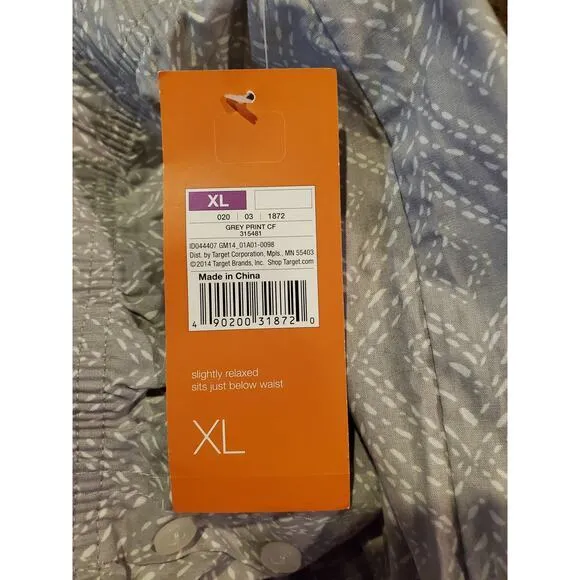 XL
020 03 1872
GREY PRINT CF
315481
ID044407 GM14_01A01-0098
Dist. by Target Corporation, Mpls., MN 55403
©2014 Target Brands, Inc. Shop Target.com
Made in China
4 90200 31872 0
slightly relaxed
sits just below waist
XL